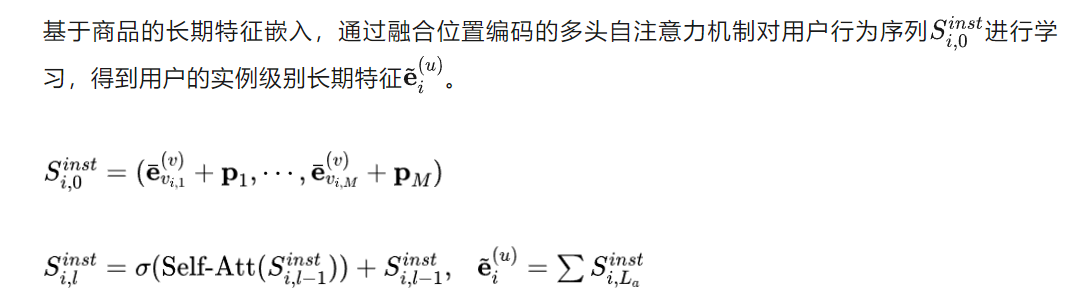 基于商品的长期特征嵌入，通过融合位置编码的多头自注意力机制对用户行为序列$S_{i,0}^{inst}$进行学
习，得到用户的实例级别长期特征$\tilde{\mathbf{e}}_i^{(u)}$。
$S_{i,0}^{inst} = (\bar{\mathbf{e}}_{v_{i,1}}^{(v)} + \mathbf{p}_1, \cdots, \bar{\mathbf{e}}_{v_{i,M}}^{(v)} + \mathbf{p}_M)$
$S_{i,l}^{inst} = \sigma(\text{Self-Att}(S_{i,l-1}^{inst})) + S_{i,l-1}^{inst}, \quad \tilde{\mathbf{e}}_i^{(u)} = \sum S_{i,L_a}^{inst}$